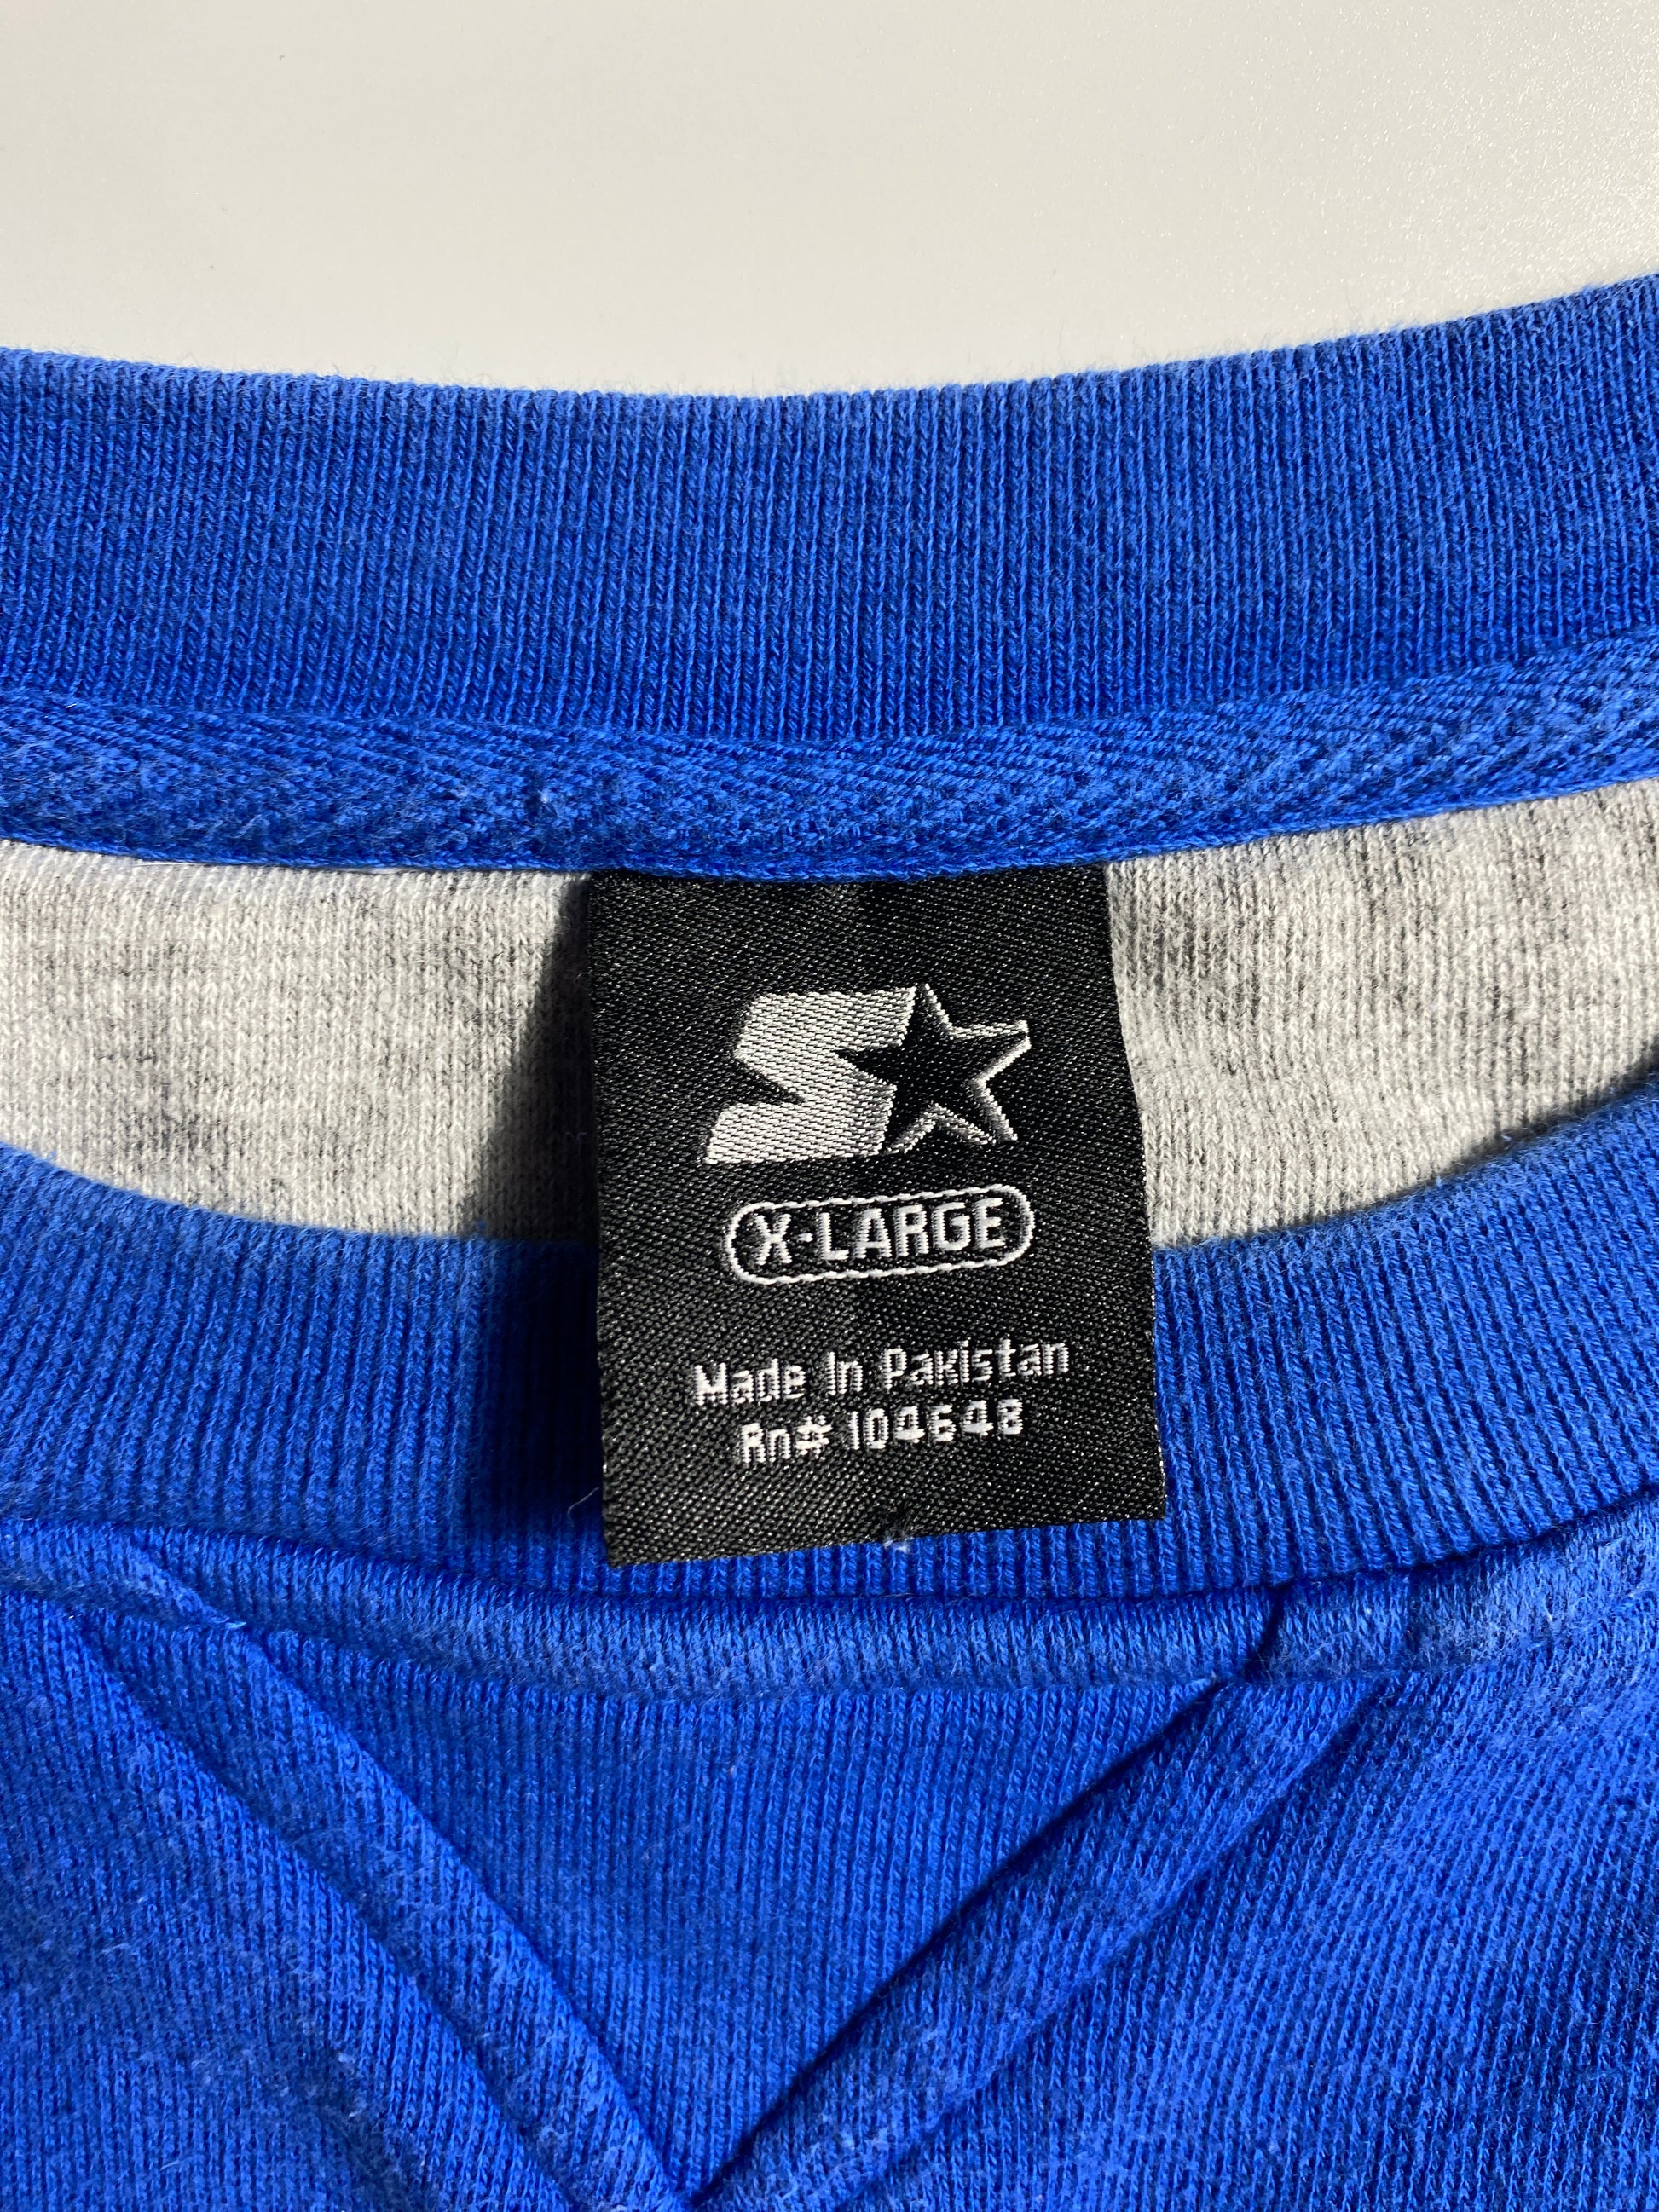 X-LARGE
Made In Pakistan
Rn# 104648